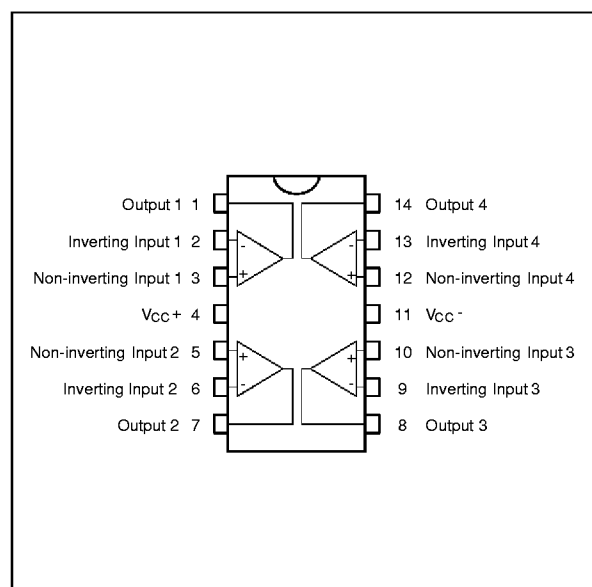 Output 1 1 14 Output 4
- -
Inverting Input 1 2 13 Inverting Input 4
Non-inverting Input 1 3 + + 12 Non-inverting Input 4
VCC + 4 11 VCC -
Non-inverting Input 2 5 + + 10 Non-inverting Input 3
Inverting Input 2 6 - - 9 Inverting Input 3
Output 2 7 8 Output 3